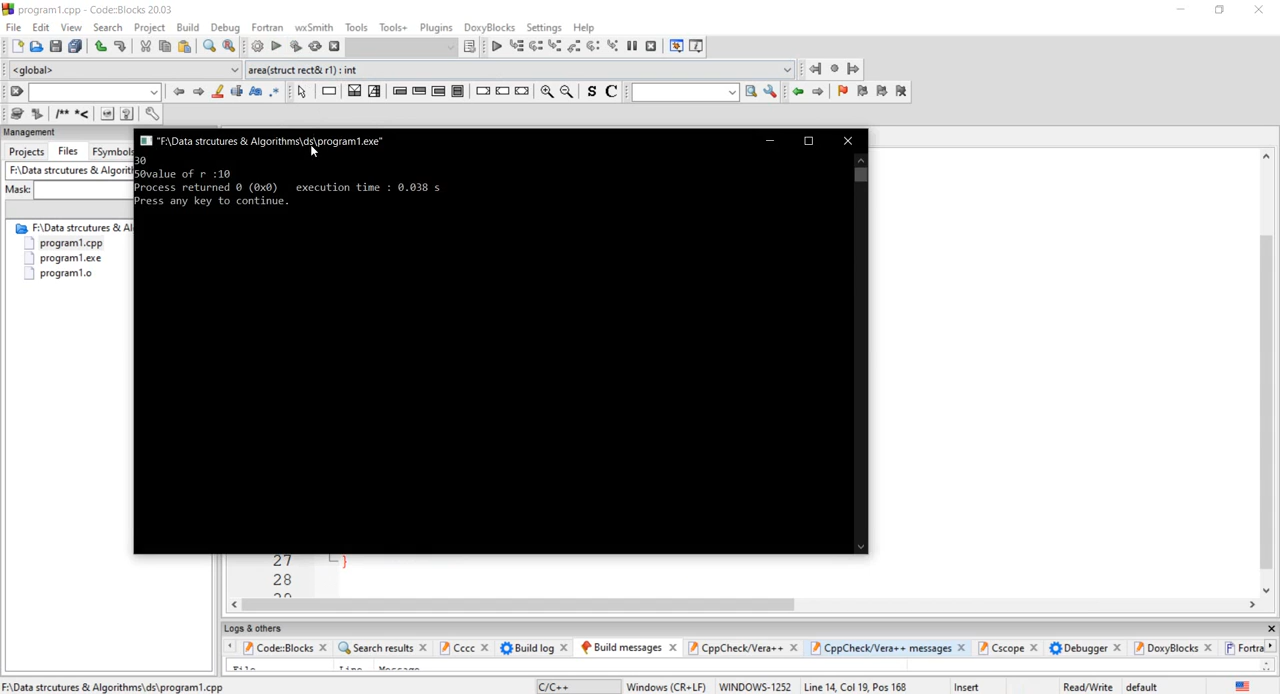 program1.cpp - Code::Blocks 20.03
File Edit View Search Project Build Debug Fortran wxSmith Tools Tools+ Plugins DoxyBlocks Settings Help
<global> area(struct rect& r1) : int
/** *< 
Management
Projects Files FSymbols
F:\Data strcutures & Algorith
Mask:
F:\Data strcutures & Al
program1.cpp
program1.exe
program1.o
"F:\Data strcutures & Algorithms\ds\program1.exe"
30
50value of r :10
Process returned 0 (0x0)   execution time : 0.038 s
Press any key to continue.
27 }
28
Logs & others
Code::Blocks Search results Cccc Build log Build messages CppCheck/Vera++ CppCheck/Vera++ messages Cscope Debugger DoxyBlocks Fortra
File Line Message
F:\Data strcutures & Algorithms\ds\program1.cpp C/C++ Windows (CR+LF) WINDOWS-1252 Line 14, Col 19, Pos 168 Insert Read/Write default